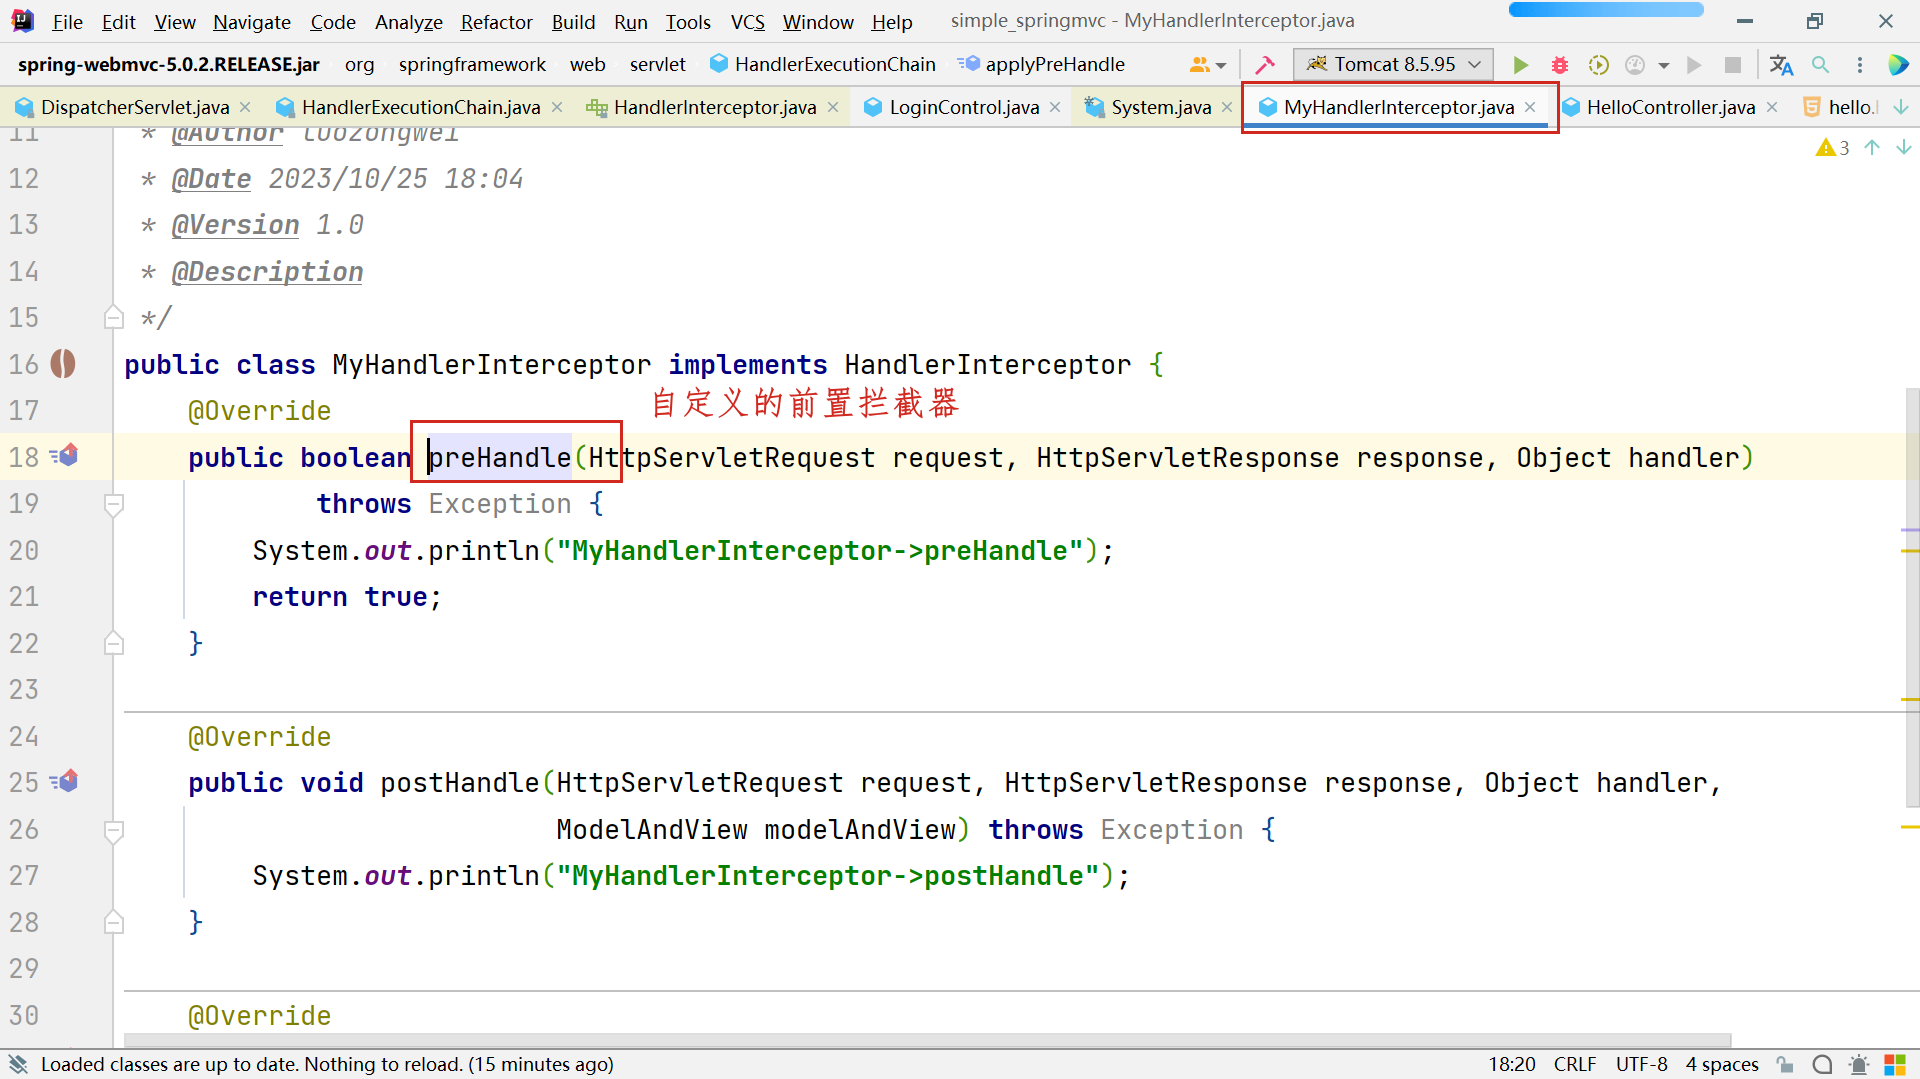 File Edit View Navigate Code Analyze Refactor Build Run Tools VCS Window Help simple_springmvc - MyHandlerInterceptor.java
spring-webmvc-5.0.2.RELEASE.jar org springframework web servlet HandlerExecutionChain applyPreHandle Tomcat 8.5.95
DispatcherServlet.java HandlerExecutionChain.java HandlerInterceptor.java LoginControl.java System.java MyHandlerInterceptor.java HelloController.java hello.
11 * @Author luozongwei
3
12 * @Date 2023/10/25 18:04
13 * @Version 1.0
14 * @Description
15 */
16 public class MyHandlerInterceptor implements HandlerInterceptor {
17 @Override 自定义的前置拦截器
18 public boolean preHandle(HttpServletRequest request, HttpServletResponse response, Object handler)
19 throws Exception {
20 System.out.println("MyHandlerInterceptor->preHandle");
21 return true;
22 }
23
24 @Override
25 public void postHandle(HttpServletRequest request, HttpServletResponse response, Object handler,
26 ModelAndView modelAndView) throws Exception {
27 System.out.println("MyHandlerInterceptor->postHandle");
28 }
29
30 @Override
Loaded classes are up to date. Nothing to reload. (15 minutes ago) 18:20 CRLF UTF-8 4 spaces